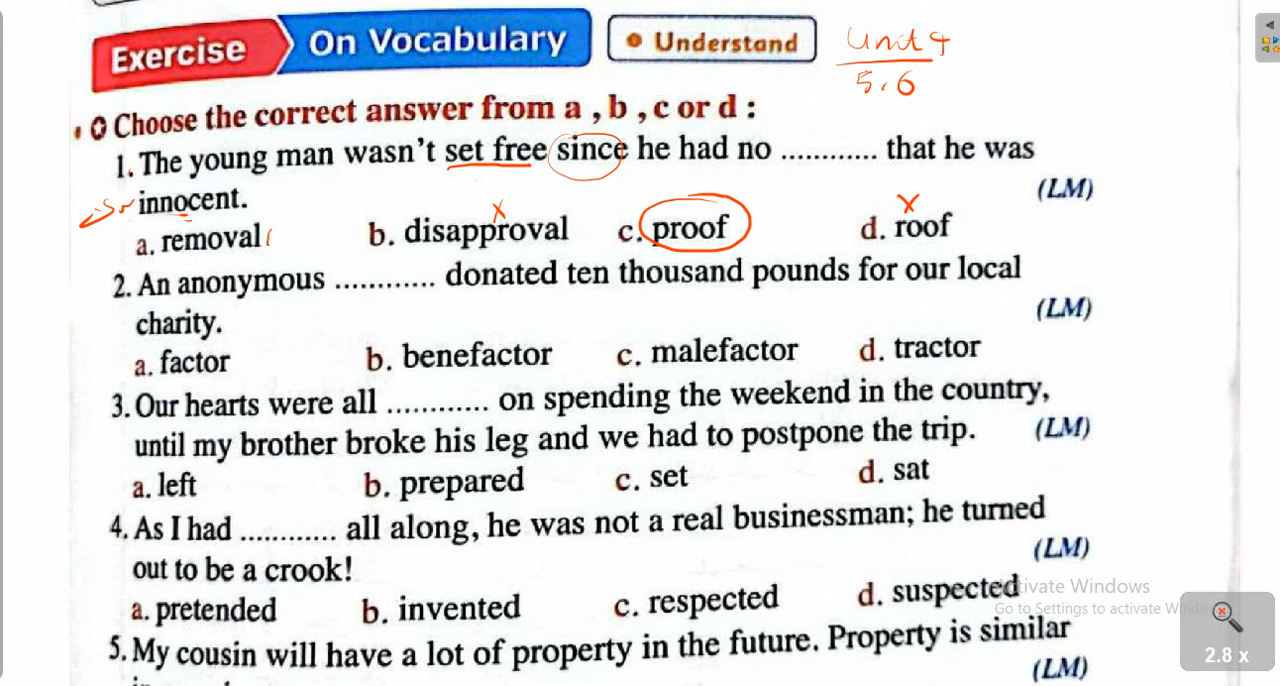 Exercise On Vocabulary • Understand Unit 4
5,6
Choose the correct answer from a , b , c or d :
1. The young man wasn't set free since he had no ............ that he was
innocent. (LM)
a. removal b. disapproval c. proof d. roof
2. An anonymous ............ donated ten thousand pounds for our local
charity. (LM)
a. factor b. benefactor c. malefactor d. tractor
3. Our hearts were all ............ on spending the weekend in the country,
until my brother broke his leg and we had to postpone the trip. (LM)
a. left b. prepared c. set d. sat
4. As I had ............ all along, he was not a real businessman; he turned
out to be a crook! (LM)
a. pretended b. invented c. respected d. suspected
Activate Windows
Go to Settings to activate Windows
5. My cousin will have a lot of property in the future. Property is similar
(LM)
2.8 x